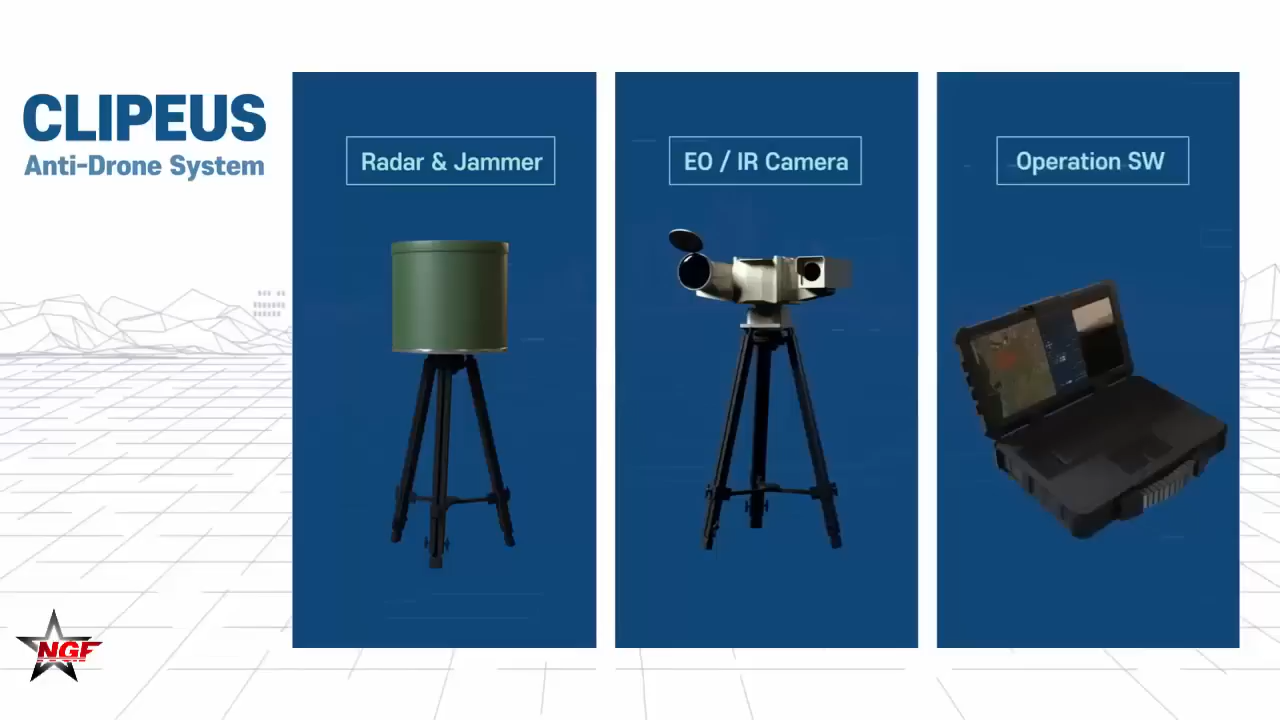 CLIPEUS
Anti-Drone System
Radar & Jammer
EO / IR Camera
Operation SW
NGF